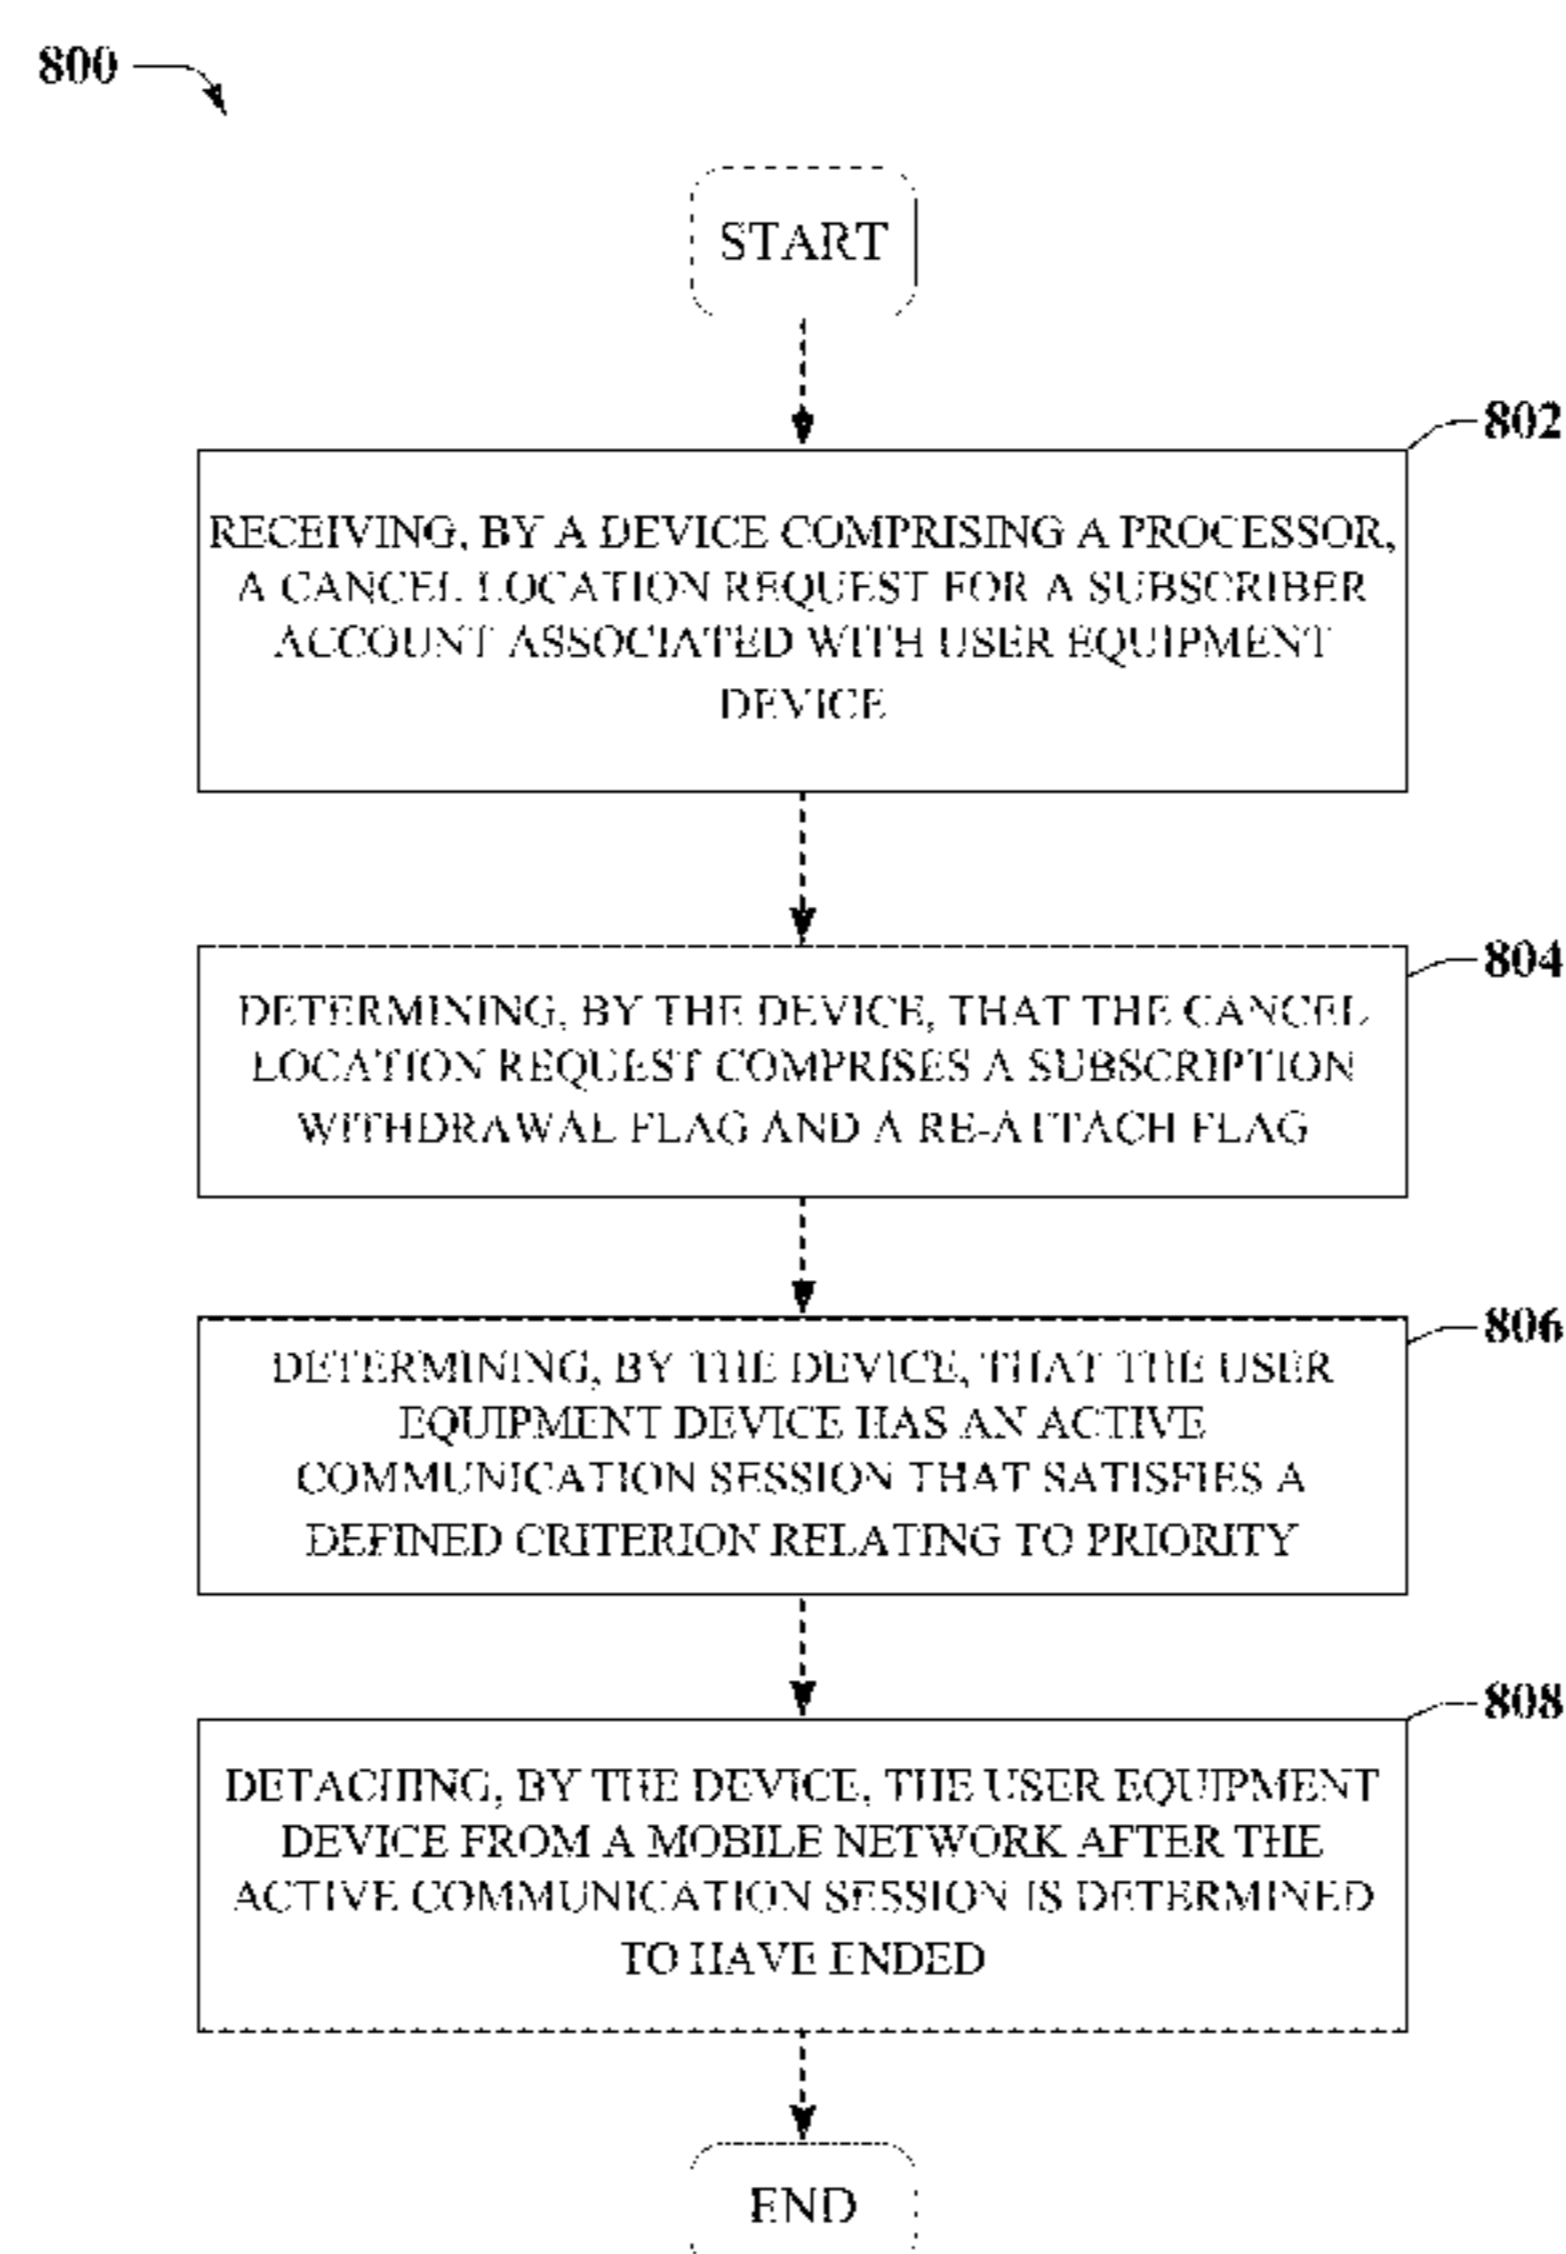 800
START
802
RECEIVING, BY A DEVICE COMPRISING A PROCESSOR,
A CANCEL LOCATION REQUEST FOR A SUBSCRIBER
ACCOUNT ASSOCIATED WITH USER EQUIPMENT
DEVICE
804
DETERMINING, BY THE DEVICE, THAT THE CANCEL
LOCATION REQUEST COMPRISES A SUBSCRIPTION
WITHDRAWAL FLAG AND A RE-ATTACH FLAG
806
DETERMINING, BY THE DEVICE, THAT THE USER
EQUIPMENT DEVICE HAS AN ACTIVE
COMMUNICATION SESSION THAT SATISFIES A
DEFINED CRITERION RELATING TO PRIORITY
808
DETACHING, BY THE DEVICE, THE USER EQUIPMENT
DEVICE FROM A MOBILE NETWORK AFTER THE
ACTIVE COMMUNICATION SESSION IS DETERMINED
TO HAVE ENDED
END